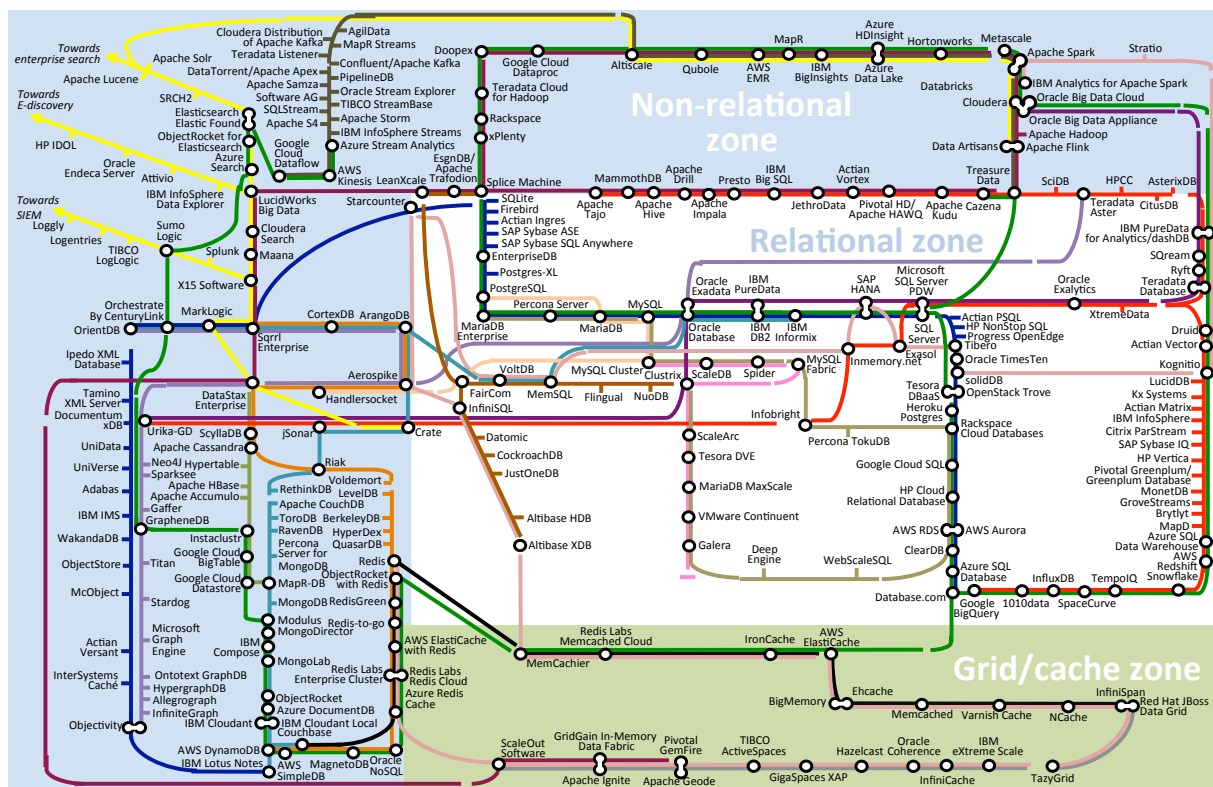 Towards
enterprise search
Apache Solr
Apache Lucene
SRCH2
Towards
E-discovery
HP IDOL
Oracle
Endeca Server
Attivio
IBM InfoSphere
Data Explorer
Towards
SIEM
Loggly
Logentries
TIBCO
LogLogic
Sumo
Logic
Splunk
X15 Software
Elasticsearch
Elastic Found
ObjectRocket for
Elasticsearch
Azure
Search
LucidWorks
Big Data
Cloudera
Search
Maana
Cloudera Distribution
of Apache Kafka
Teradata Listener
DataTorrent/Apache Apex
Apache Samza
Software AG
SQLStream
Apache S4
AgilData
MapR Streams
Confluent/Apache Kafka
PipelineDB
Oracle Stream Explorer
TIBCO StreamBase
Apache Storm
IBM InfoSphere Streams
Azure Stream Analytics
Google
Cloud
Dataflow
AWS
Kinesis
LeanXcale
Starcounter
EsgnDB/
Apache
Trafodion
Splice Machine
Doopex
Google Cloud
Dataproc
Teradata Cloud
for Hadoop
Rackspace
xPlenty
Altiscale
Qubole
AWS
EMR
MapR
IBM
BigInsights
Azure
HDInsight
Azure
Data Lake
Hortonworks
Metascale
Apache Spark
Stratio
IBM Analytics for Apache Spark
Databricks
Cloudera
Oracle Big Data Cloud
Oracle Big Data Appliance
Apache Hadoop
Data Artisans
Apache Flink
Non-relational
zone
Apache
Tajo
MammothDB
Apache
Hive
Apache
Drill
Apache
Impala
Presto
IBM
Big SQL
JethroData
Actian
Vortex
Pivotal HD/
Apache HAWQ
Apache
Kudu
Cazena
Treasure
Data
SciDB
HPCC
AsterixDB
Teradata
Aster
CitusDB
IBM PureData
for Analytics/dashDB
SQream
Ryft
Teradata
Database
Relational zone
SQLite
Firebird
Actian Ingres
SAP Sybase ASE
SAP Sybase SQL Anywhere
EnterpriseDB
Postgres-XL
PostgreSQL
Percona Server
MySQL
MariaDB
Enterprise
MariaDB
Oracle
Exadata
Oracle
Database
IBM
PureData
IBM
DB2
IBM
Informix
SAP
HANA
Microsoft
SQL Server
PDW
SQL
Server
Oracle
Exalytics
XtremeData
Actian PSQL
HP NonStop SQL
Progress OpenEdge
Tibero
Oracle TimesTen
solidDB
Exasol
Inmemory.net
Druid
Actian Vector
Kognitio
LucidDB
Kx Systems
Actian Matrix
IBM InfoSphere
Citrix ParStream
SAP Sybase IQ
HP Vertica
Pivotal Greenplum/
Greenplum Database
MonetDB
GroveStreams
Brytlyt
MapD
Azure SQL
Data Warehouse
AWS
Redshift
Snowflake
Orchestrate
By CenturyLink
OrientDB
MarkLogic
Sqrrl
Enterprise
CortexDB
ArangoDB
Ipedo XML
Database
Tamino
XML Server
Documentum
xDB
UniData
UniVerse
Adabas
IBM IMS
WakandaDB
ObjectStore
McObject
Actian
Versant
InterSystems
Caché
Objectivity
Aerospike
DataStax
Enterprise
Handlersocket
Urika-GD
ScyllaDB
Apache Cassandra
jSonar
Crate
Riak
Neo4J
Sparksee
Hypertable
Apache HBase
Apache Accumulo
Gaffer
GrapheneDB
Titan
Stardog
Microsoft
Graph
Engine
Ontotext GraphDB
HypergraphDB
Allegrograph
InfiniteGraph
Instaclustr
Google Cloud
BigTable
Google Cloud
Datastore
RethinkDB
Apache CouchDB
ToroDB
RavenDB
Percona
Server for
MongoDB
MapR-DB
MongoDB
Modulus
MongoDirector
IBM
Compose
MongoLab
ObjectRocket
Azure DocumentDB
IBM Cloudant
IBM Cloudant Local
Couchbase
AWS DynamoDB
IBM Lotus Notes
AWS
SimpleDB
MagnetoDB
Oracle
NoSQL
Voldemort
LevelDB
BerkeleyDB
HyperDex
QuasarDB
Redis
ObjectRocket
with Redis
RedisGreen
Redis-to-go
AWS ElastiCache
with Redis
Redis Labs
Enterprise Cluster
Redis Labs
Redis Cloud
Azure Redis
Cache
VoltDB
FairCom
MemSQL
InfiniSQL
MySQL Cluster
Clustrix
Flingual
NuoDB
ScaleDB
Spider
MySQL
Fabric
Datomic
CockroachDB
JustOneDB
Altibase HDB
Altibase XDB
Infobright
Percona TokuDB
ScaleArc
Tesora DVE
MariaDB MaxScale
VMware Continuent
Galera
Deep
Engine
WebScaleSQL
Tesora
DBaaS
OpenStack Trove
Heroku
Postgres
Rackspace
Cloud Databases
Google Cloud SQL
HP Cloud
Relational Database
AWS RDS
AWS Aurora
ClearDB
Azure SQL
Database
Database.com
Google
BigQuery
1010data
InfluxDB
SpaceCurve
TempoIQ
Grid/cache zone
MemCachier
Redis Labs
Memcached Cloud
IronCache
AWS
ElastiCache
BigMemory
Ehcache
Memcached
Varnish Cache
NCache
InfiniSpan
Red Hat JBoss
Data Grid
ScaleOut
Software
GridGain In-Memory
Data Fabric
Apache Ignite
Pivotal
GemFire
Apache Geode
TIBCO
ActiveSpaces
GigaSpaces XAP
Hazelcast
Oracle
Coherence
InfiniCache
IBM
eXtreme Scale
TazyGrid